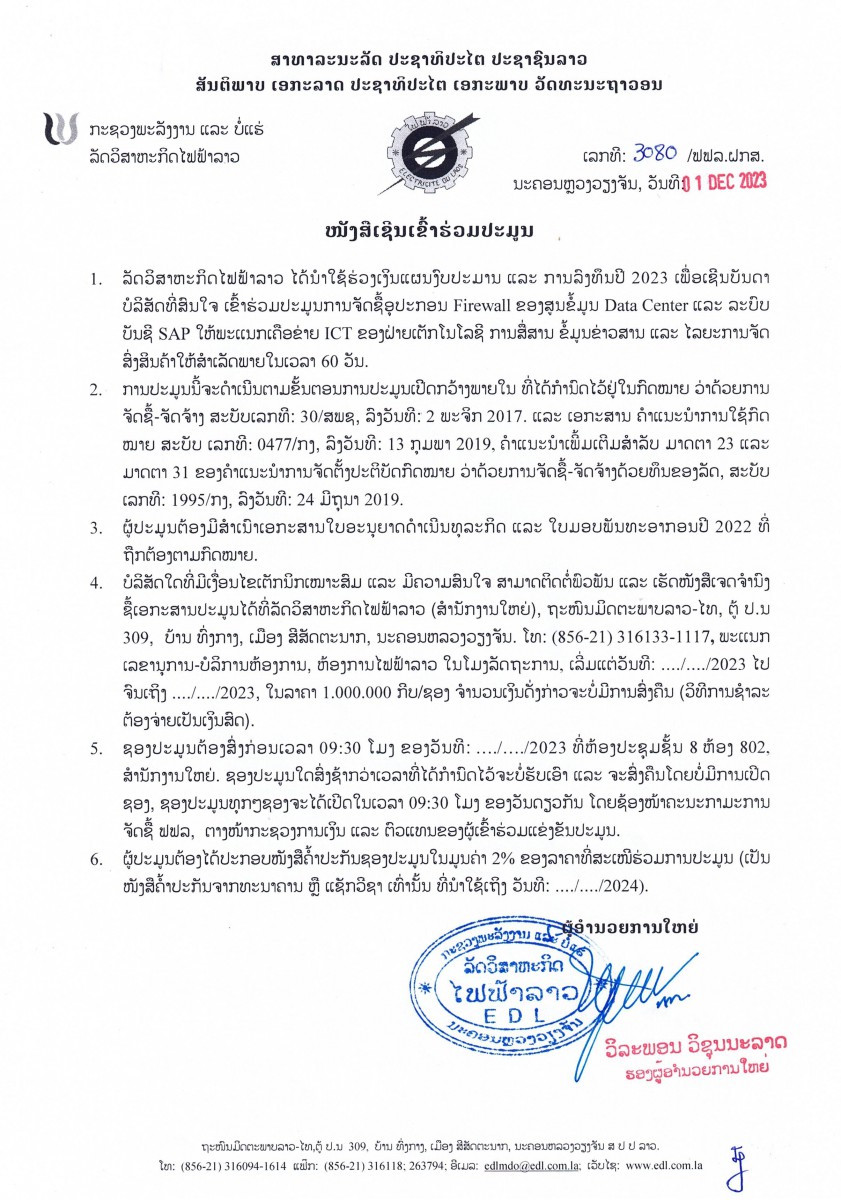 ສາທາລະນະລັດ ປະຊາທິປະໄຕ ປະຊາຊົນລາວ
ສັນຕິພາບ ເອກະລາດ ປະຊາທິປະໄຕ ເອກະພາບ ວັດທະນະຖາວອນ
ກະຊວງພະລັງງານ ແລະ ບໍ່ແຮ່
ລັດວິສາຫະກິດໄຟຟ້າລາວ
ໄຟຟ້າລາວ
ELECTRICITE DU LAOS
ເລກທີ: 3080 /ຟຟລ.ຝກສ.
ນະຄອນຫຼວງວຽງຈັນ, ວັນທີ: 01 DEC 2023
ໜັງສືເຊີນເຂົ້າຮ່ວມປະມູນ
1. ລັດວິສາຫະກິດໄຟຟ້າລາວ ໄດ້ນໍາໃຊ້ຮ່ວງເງິນແຜນງົບປະມານ ແລະ ການລົງທຶນປີ 2023 ເພື່ອເຊີນບັນດາ
ບໍລິສັດທີ່ສົນໃຈ ເຂົ້າຮ່ວມປະມູນການຈັດຊື້ອຸປະກອນ Firewall ຂອງສູນຂໍ້ມູນ Data Center ແລະ ລະບົບ
ບັນຊີ SAP ໃຫ້ພະແນກເຄືອຂ່າຍ ICT ຂອງຝ່າຍເຕັກໂນໂລຊີ ການສື່ສານ ຂໍ້ມູນຂ່າວສານ ແລະ ໄລຍະການຈັດ
ສົ່ງສິນຄ້າໃຫ້ສໍາເລັດພາຍໃນເວລາ 60 ວັນ.
2. ການປະມູນນີ້ຈະດໍາເນີນຕາມຂັ້ນຕອນການປະມູນເປີດກວ້າງພາຍໃນ ທີ່ໄດ້ກໍານົດໄວ້ຢູ່ໃນກົດໝາຍ ວ່າດ້ວຍການ
ຈັດຊື້-ຈັດຈ້າງ ສະບັບເລກທີ: 30/ສພຊ, ລົງວັນທີ: 2 ພະຈິກ 2017. ແລະ ເອກະສານ ຄໍາແນະນໍາການໃຊ້ກົດ
ໝາຍ ສະບັບ ເລກທີ: 0477/ກງ, ລົງວັນທີ: 13 ກຸມພາ 2019, ຄໍາແນະນໍາເພີ້ມເຕີມສໍາລັບ ມາດຕາ 23 ແລະ
ມາດຕາ 31 ຂອງຄໍາແນະນໍາການຈັດຕັ້ງປະຕິບັດກົດໝາຍ ວ່າດ້ວຍການຈັດຊື້-ຈັດຈ້າງດ້ວຍທຶນຂອງລັດ, ສະບັບ
ເລກທີ: 1995/ກງ, ລົງວັນທີ: 24 ມິຖຸນາ 2019.
3. ຜູ້ປະມູນຕ້ອງມີສໍາເນົາເອກະສານໃບອະນຸຍາດດໍາເນີນທຸລະກິດ ແລະ ໃບມອບພັນທະອາກອນປີ 2022 ທີ່
ຖືກຕ້ອງຕາມກົດໝາຍ.
4. ບໍລິສັດໃດທີ່ມີເງື່ອນໄຂເຕັກນິກເໝາະສົມ ແລະ ມີຄວາມສົນໃຈ ສາມາດຕິດຕໍ່ພົວພັນ ແລະ ເຮັດໜັງສືເຈດຈໍານົງ
ຊື້ເອກະສານປະມູນໄດ້ທີ່ລັດວິສາຫະກິດໄຟຟ້າລາວ (ສໍານັກງານໃຫຍ່), ຖະໜົນມິດຕະພາບລາວ-ໄທ, ຕູ້ ປ.ນ
309, ບ້ານ ທົ່ງກາງ, ເມືອງ ສີສັດຕະນາກ, ນະຄອນຫລວງວຽງຈັນ. ໂທ: (856-21) 316133-1117, ພະແນກ
ເລຂານຸການ-ບໍລິການຫ້ອງການ, ຫ້ອງການໄຟຟ້າລາວ ໃນໂມງລັດຖະການ, ເລີ່ມແຕ່ວັນທີ: ..../..../2023 ໄປ
ຈົນເຖິງ ..../..../2023, ໃນລາຄາ 1.000.000 ກີບ/ຊອງ ຈໍານວນເງິນດັ່ງກ່າວຈະບໍ່ມີການສົ່ງຄືນ (ວິທີການຊໍາລະ
ຕ້ອງຈ່າຍເປັນເງິນສົດ).
5. ຊອງປະມູນຕ້ອງສົ່ງກ່ອນເວລາ 09:30 ໂມງ ຂອງວັນທີ: ..../..../2023 ທີ່ຫ້ອງປະຊຸມຊັ້ນ 8 ຫ້ອງ 802,
ສໍານັກງານໃຫຍ່. ຊອງປະມູນໃດສົ່ງຊ້າກວ່າເວລາທີ່ໄດ້ກໍານົດໄວ້ຈະບໍ່ຮັບເອົາ ແລະ ຈະສົ່ງຄືນໂດຍບໍ່ມີການເປີດ
ຊອງ, ຊອງປະມູນທຸກໆຊອງຈະໄດ້ເປີດໃນເວລາ 09:30 ໂມງ ຂອງວັນດຽວກັນ ໂດຍຊ້ອງໜ້າຄະນະກາມະການ
ຈັດຊື້ ຟຟລ, ຕາງໜ້າກະຊວງການເງິນ ແລະ ຕົວແທນຂອງຜູ້ເຂົ້າຮ່ວມແຂ່ງຂັນປະມູນ.
6. ຜູ້ປະມູນຕ້ອງໄດ້ປະກອບໜັງສືຄໍ້າປະກັນຊອງປະມູນໃນມູນຄ່າ 2% ຂອງລາຄາທີ່ສະເໜີຮ່ວມການປະມູນ (ເປັນ
ໜັງສືຄໍ້າປະກັນຈາກທະນາຄານ ຫຼື ແຊັກວີຊາ ເທົ່ານັ້ນ ທີ່ນໍາໃຊ້ເຖິງ ວັນທີ: ..../..../2024).
ຜູ້ອໍານວຍການໃຫຍ່
ກະຊວງພະລັງງານ ແລະ ບໍ່ແຮ່
ລັດວິສາຫະກິດ
ໄຟຟ້າລາວ
EDL
ນະຄອນຫຼວງວຽງຈັນ
ວິລະພອນ ວິຊຸນນະລາດ
ຮອງຜູ້ອໍານວຍການໃຫຍ່
ຖະໜົນມິດຕະພາບລາວ-ໄທ,ຕູ້ ປ.ນ 309, ບ້ານ ທົ່ງກາງ, ເມືອງ ສີສັດຕະນາກ, ນະຄອນຫລວງວຽງຈັນ ສ ປ ປ ລາວ.
ໂທ: (856-21) 316094-1614 ແຟັກ: (856-21) 316118; 263794; ອີເມລ: edlmdo@edl.com.la; ເວັບໄຊ: www.edl.com.la